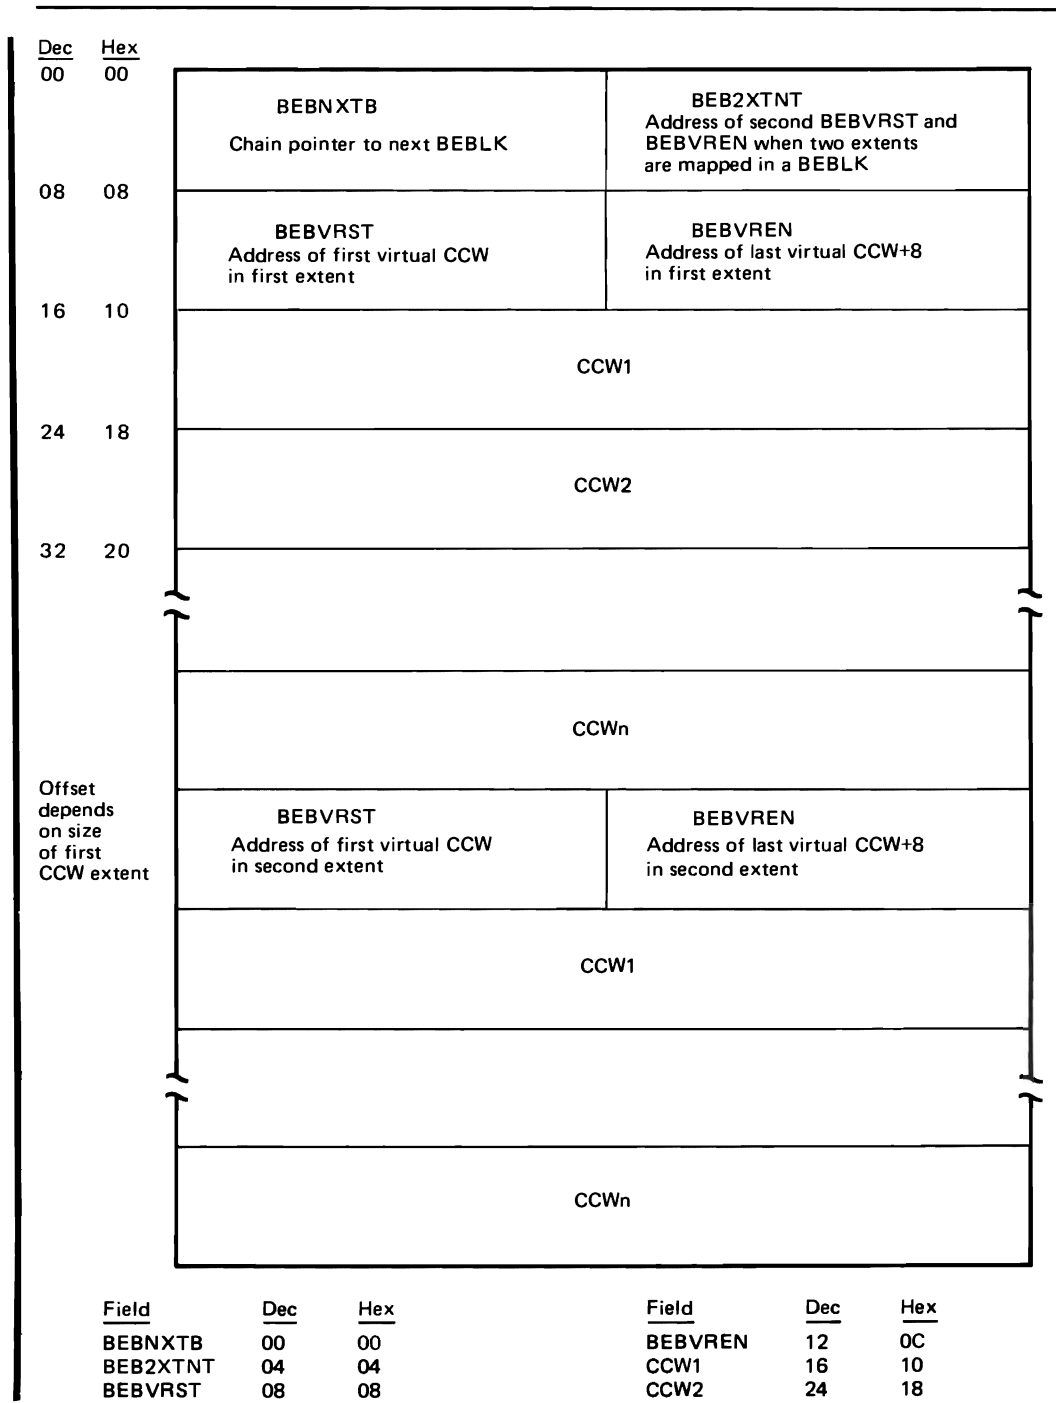 Dec Hex
00 00
BEBNXTB
Chain pointer to next BEBLK
BEB2XTNT
Address of second BEBVRST and
BEBVREN when two extents
are mapped in a BEBLK
08 08
BEBVRST
Address of first virtual CCW
in first extent
BEBVREN
Address of last virtual CCW+8
in first extent
16 10
CCW1
24 18
CCW2
32 20
CCWn
Offset
depends
on size
of first
CCW extent
BEBVRST
Address of first virtual CCW
in second extent
BEBVREN
Address of last virtual CCW+8
in second extent
CCW1
CCWn
Field Dec Hex
BEBNXTB 00 00
BEB2XTNT 04 04
BEBVRST 08 08
Field Dec Hex
BEBVREN 12 0C
CCW1 16 10
CCW2 24 18